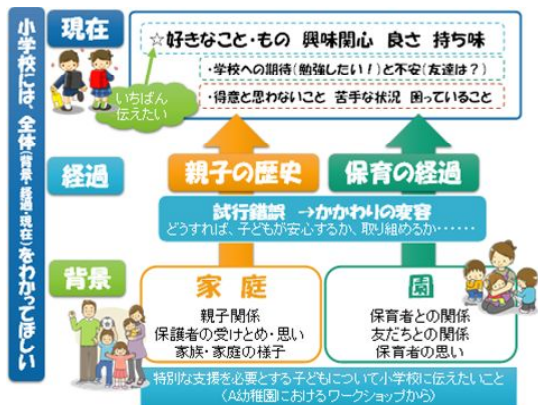 小学校には、全体(背景・経過・現在)をわかってほしい
現在
☆好きなこと・もの 興味関心 良さ 持ち味
・学校への期待(勉強したい!)と不安(友達は?)
・得意と思わないこと 苦手な状況 困っていること
いちばん
伝えたい
経過
親子の歴史
保育の経過
試行錯誤 →かかわりの変容
どうすれば、子どもが安心するか、取り組めるか……
背景
家庭
親子関係
保護者の受けとめ・思い
家族・家庭の様子
園
保育者との関係
友だちとの関係
保育者の思い
特別な支援を必要とする子どもについて小学校に伝えたいこと
(A幼稚園におけるワークショップから)